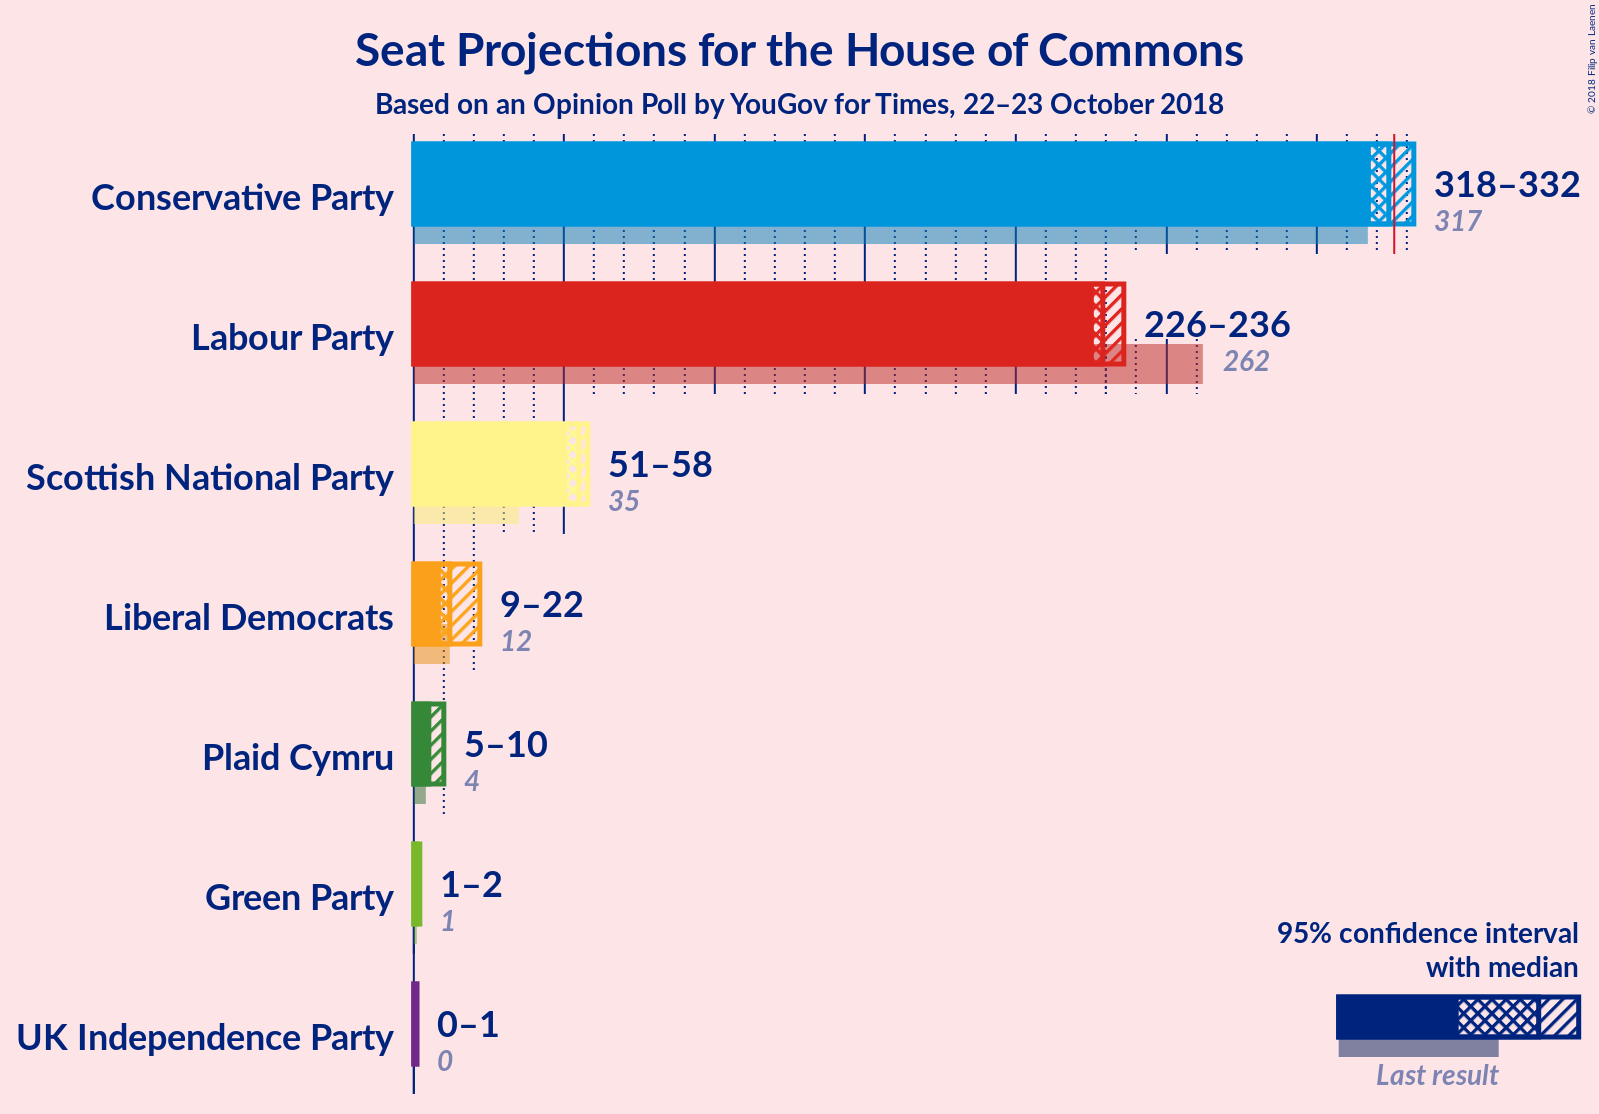 Seat Projections for the House of Commons
Based on an Opinion Poll by YouGov for Times, 22–23 October 2018
© 2018 Filip van Laenen
Conservative Party
318–332
317
Labour Party
226–236
262
Scottish National Party
51–58
35
Liberal Democrats
9–22
12
Plaid Cymru
5–10
4
Green Party
1–2
1
UK Independence Party
0–1
0
95% confidence interval
with median
Last result